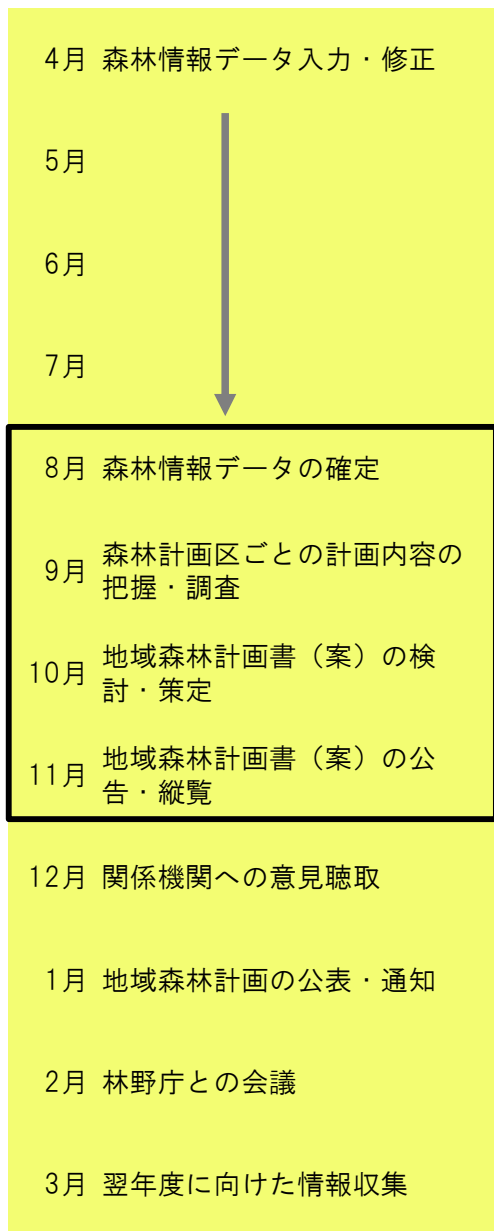 4月 森林情報データ入力・修正
5月
6月
7月
8月 森林情報データの確定
9月 森林計画区ごとの計画内容の
把握・調査
10月 地域森林計画書（案）の検
討・策定
11月 地域森林計画書（案）の公
告・縦覧
12月 関係機関への意見聴取
1月 地域森林計画の公表・通知
2月 林野庁との会議
3月 翌年度に向けた情報収集